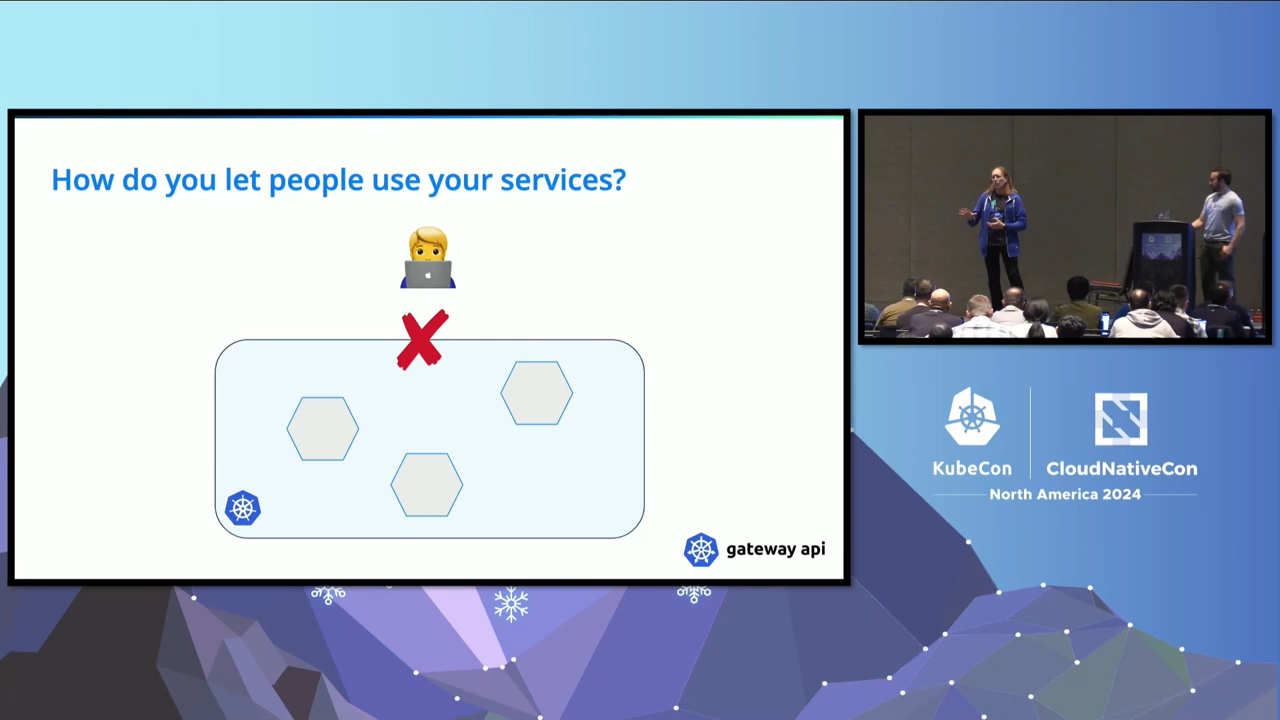 How do you let people use your services?
gateway api
KubeCon
CloudNativeCon
North America 2024